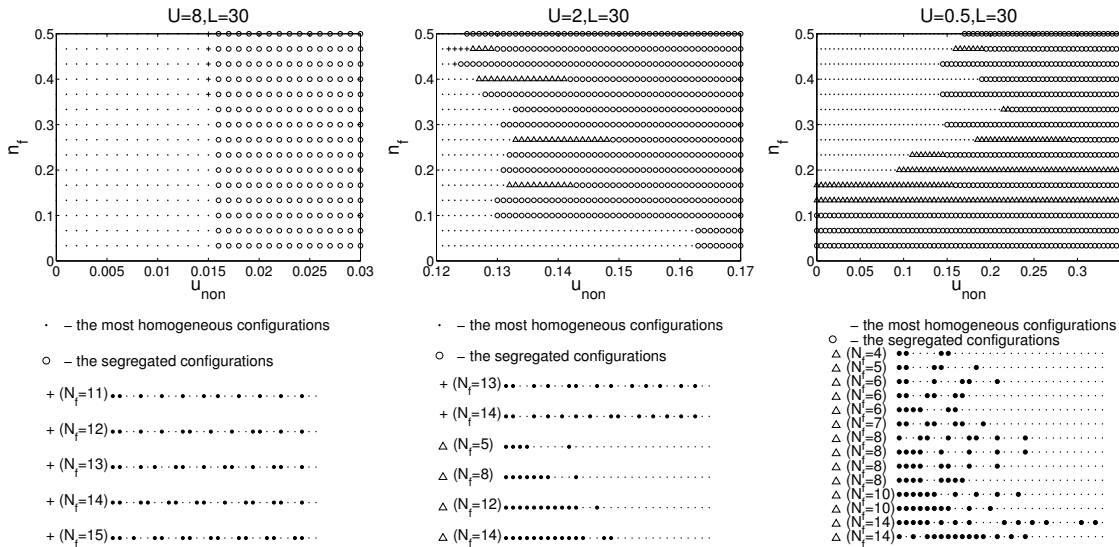 U=8,L=30
U=2,L=30
U=0.5,L=30
0.5
0.4
0.3
0.2
0.1
0
n_f
0 0.005 0.01 0.015 0.02 0.025 0.03
u_non
0.5
0.4
0.3
0.2
0.1
0
n_f
0.12 0.13 0.14 0.15 0.16 0.17
u_non
0.5
0.4
0.3
0.2
0.1
0
n_f
0 0.1 0.15 0.2 0.3
u_non
– the most homogeneous configurations
– the segregated configurations
+ (N_f=11)
+ (N_f=12)
+ (N_f=13)
+ (N_f=14)
+ (N_f=15)
– the most homogeneous configurations
– the segregated configurations
+ (N_f=13)
+ (N_f=14)
△ (N_f=5)
△ (N_f=8)
△ (N_f=12)
△ (N_f=14)
– the most homogeneous configurations
– the segregated configurations
△ (N_f=4)
△ (N_f=5)
△ (N_f=6)
△ (N_f=6)
△ (N_f=6)
△ (N_f=7)
△ (N_f=8)
△ (N_f=8)
△ (N_f=8)
△ (N_f=8)
△ (N_f=10)
△ (N_f=10)
△ (N_f=14)
△ (N_f=14)